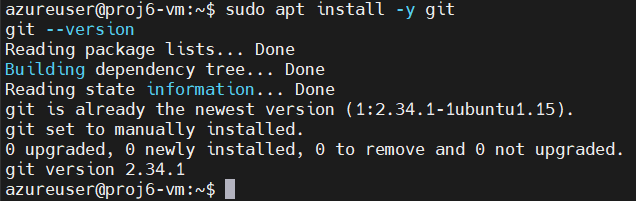 azureuser@proj6-vm:~$ sudo apt install -y git
git --version
Reading package lists... Done
Building dependency tree... Done
Reading state information... Done
git is already the newest version (1:2.34.1-1ubuntu1.15).
git set to manually installed.
0 upgraded, 0 newly installed, 0 to remove and 0 not upgraded.
git version 2.34.1
azureuser@proj6-vm:~$